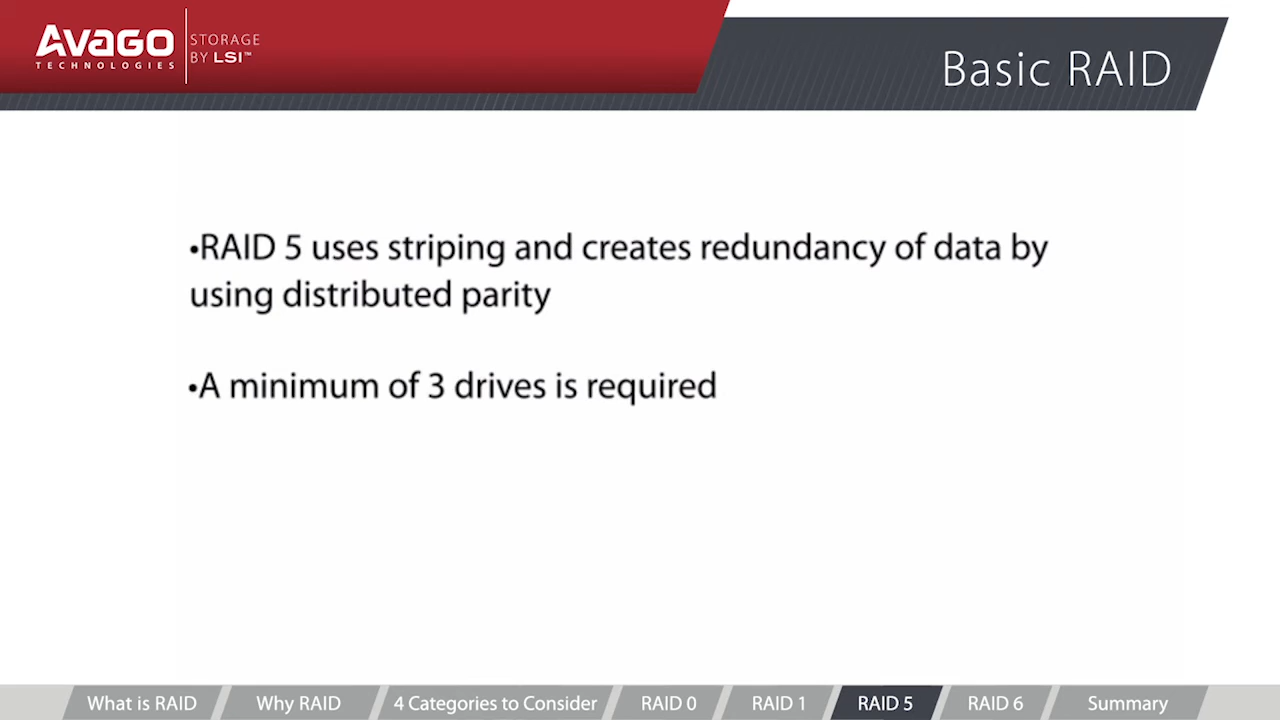 AVAGO
TECHNOLOGIES
STORAGE
BY LSI™
Basic RAID
•RAID 5 uses striping and creates redundancy of data by
using distributed parity
•A minimum of 3 drives is required
What is RAID
Why RAID
4 Categories to Consider
RAID 0
RAID 1
RAID 5
RAID 6
Summary